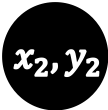 x₂, y₂